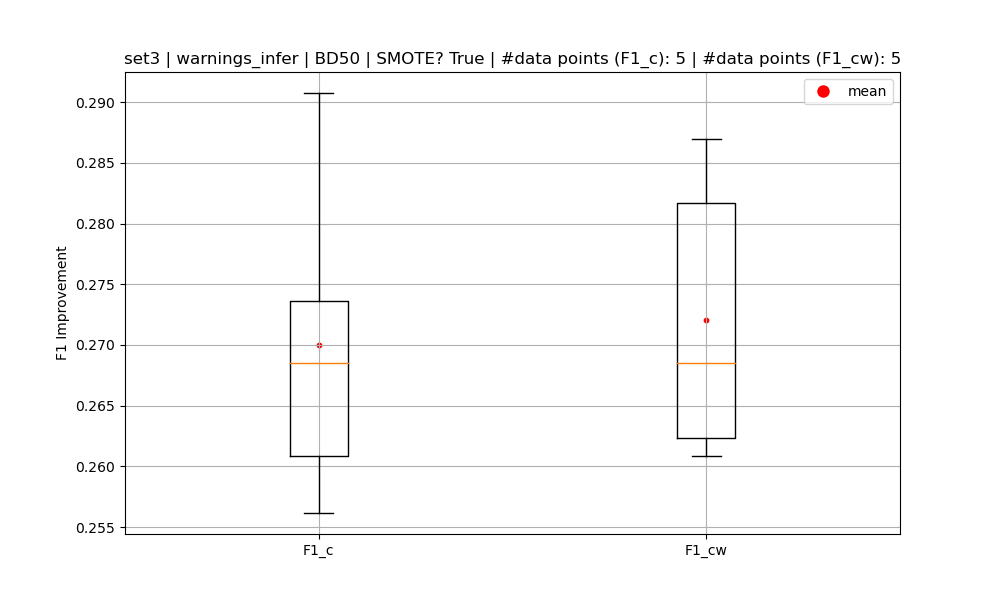 set3 | warnings_infer | BD50 | SMOTE? True | #data points (F1_c): 5 | #data points (F1_cw): 5
mean
0.290
0.285
0.280
0.275
0.270
0.265
0.260
0.255
F1 Improvement
F1_c
F1_cw